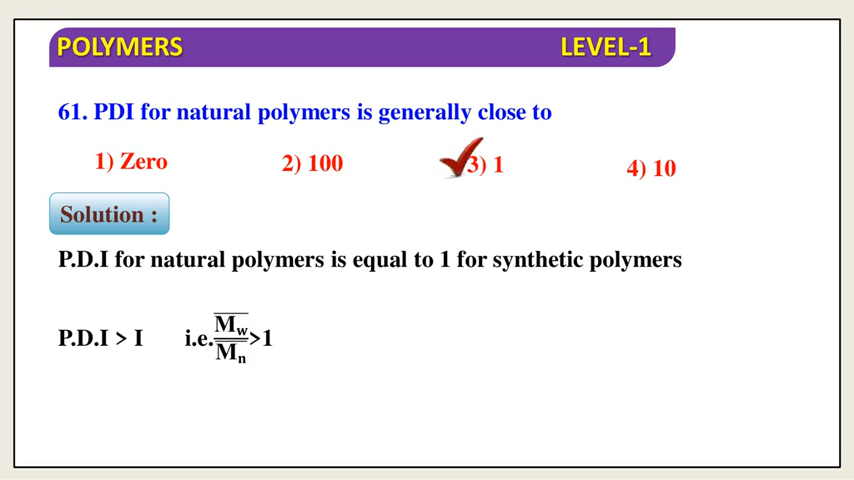 POLYMERS LEVEL-1
61. PDI for natural polymers is generally close to
1) Zero 2) 100 3) 1 4) 10
Solution :
P.D.I for natural polymers is equal to 1 for synthetic polymers
P.D.I > I i.e. M̅w/M̅n >1